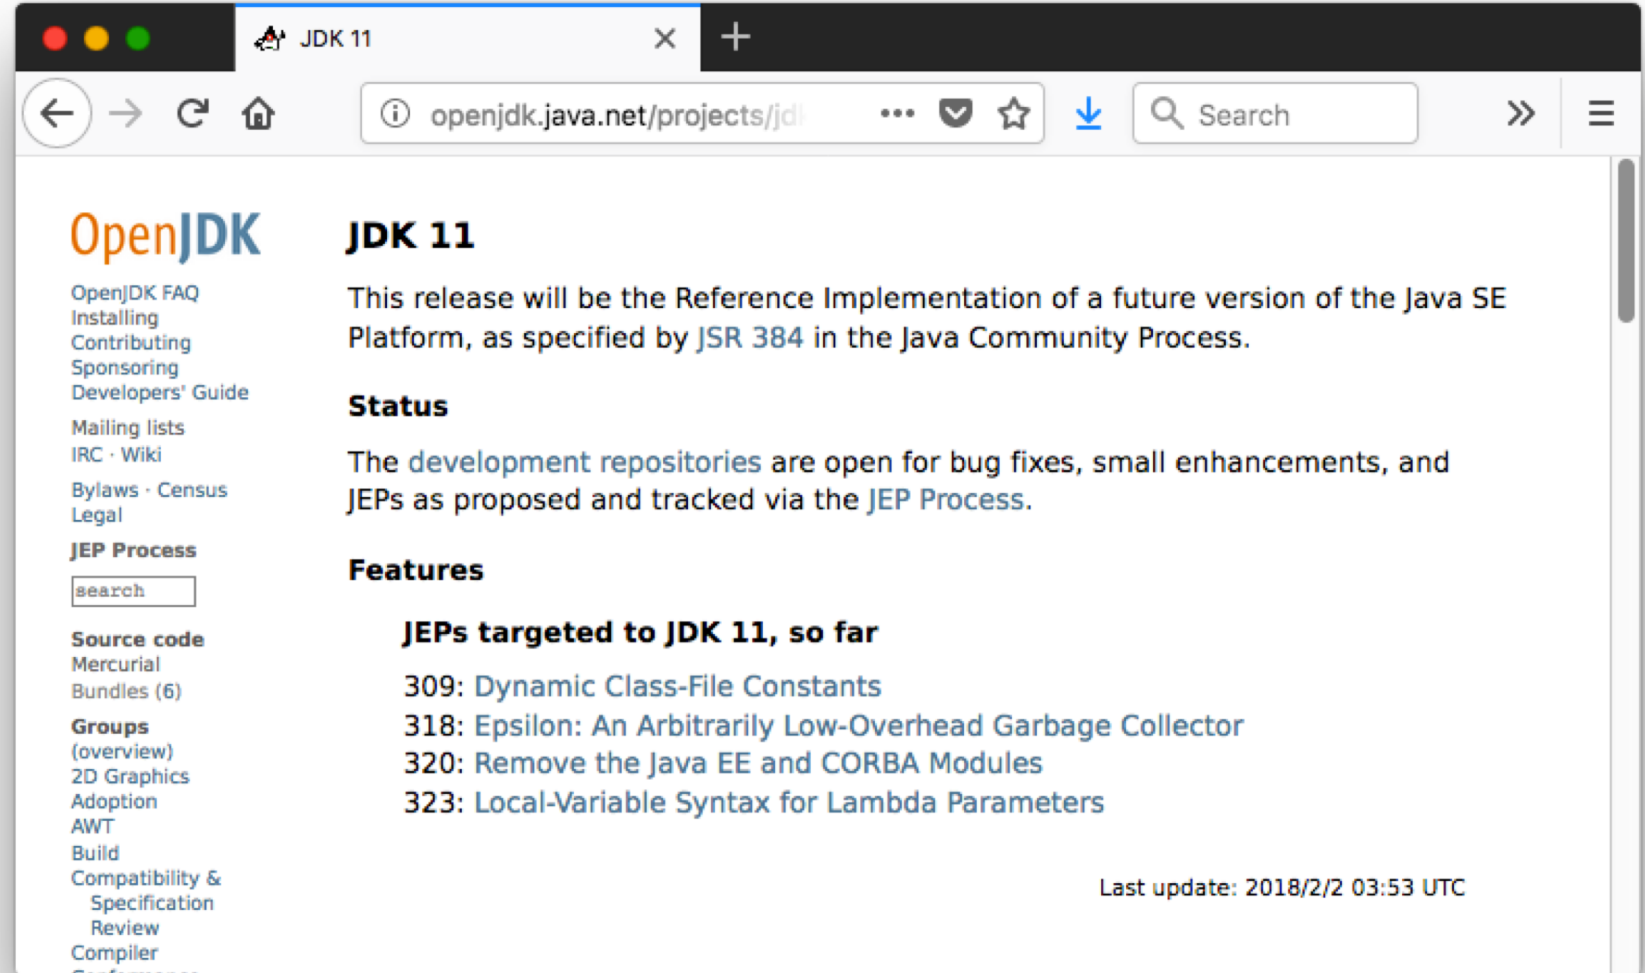 JDK 11
openjdk.java.net/projects/jdk
Search
OpenJDK
OpenJDK FAQ
Installing
Contributing
Sponsoring
Developers' Guide
Mailing lists
IRC · Wiki
Bylaws · Census
Legal
JEP Process
search
Source code
Mercurial
Bundles (6)
Groups
(overview)
2D Graphics
Adoption
AWT
Build
Compatibility &
Specification
Review
Compiler
JDK 11
This release will be the Reference Implementation of a future version of the Java SE
Platform, as specified by JSR 384 in the Java Community Process.
Status
The development repositories are open for bug fixes, small enhancements, and
JEPs as proposed and tracked via the JEP Process.
Features
JEPs targeted to JDK 11, so far
309: Dynamic Class-File Constants
318: Epsilon: An Arbitrarily Low-Overhead Garbage Collector
320: Remove the Java EE and CORBA Modules
323: Local-Variable Syntax for Lambda Parameters
Last update: 2018/2/2 03:53 UTC